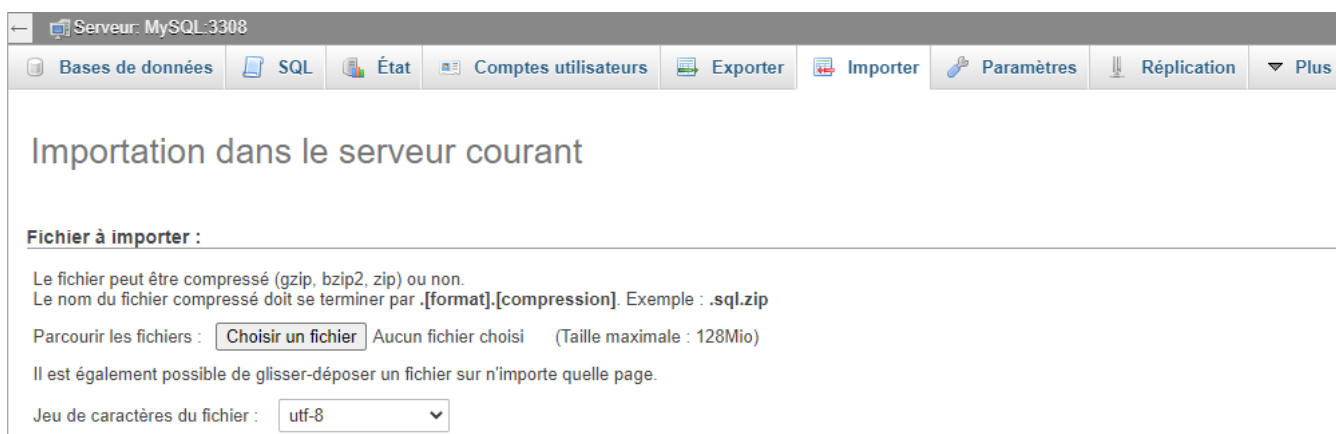 ← Serveur: MySQL:3308
Bases de données SQL État Comptes utilisateurs Exporter Importer Paramètres Réplication Plus
Importation dans le serveur courant
Fichier à importer :
Le fichier peut être compressé (gzip, bzip2, zip) ou non.
Le nom du fichier compressé doit se terminer par .[format].[compression]. Exemple : .sql.zip
Parcourir les fichiers : Choisir un fichier Aucun fichier choisi (Taille maximale : 128Mio)
Il est également possible de glisser-déposer un fichier sur n'importe quelle page.
Jeu de caractères du fichier : utf-8